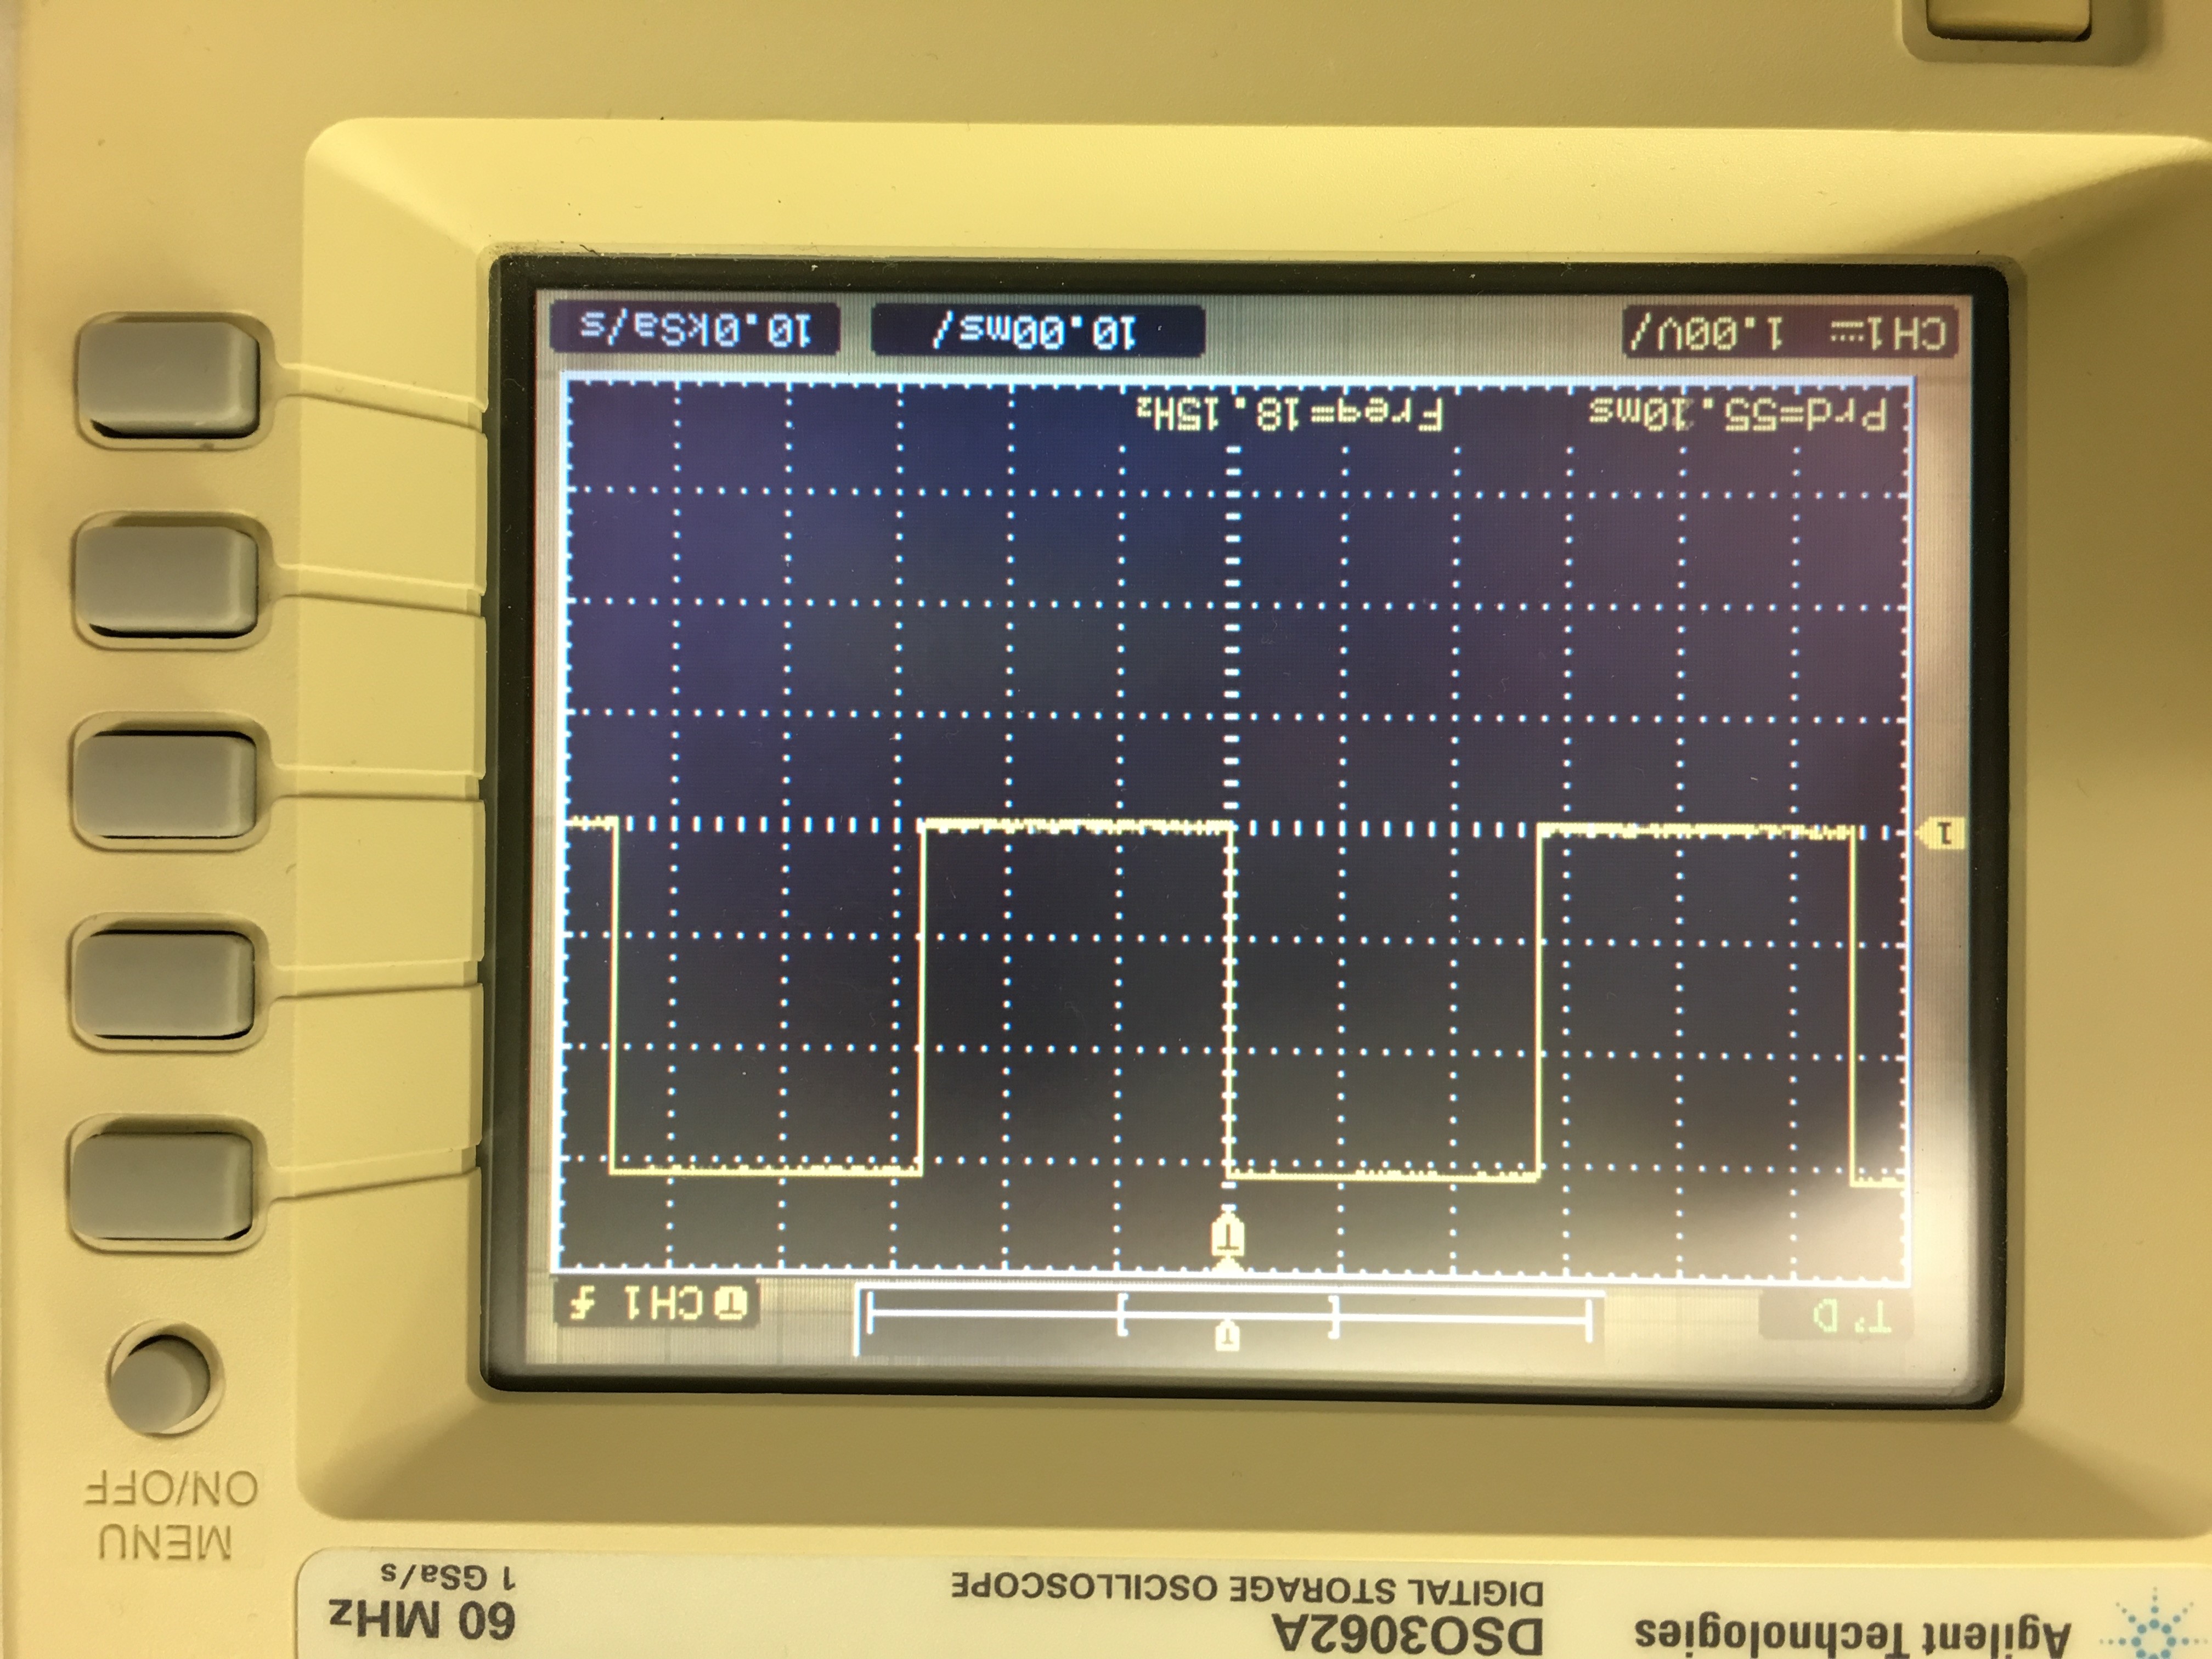 Agilent Technologies
DSO3062A
DIGITAL STORAGE OSCILLOSCOPE
60 MHz
1 GSa/s
MENU
ON/OFF
T'D
T
T CH1
T
1
Prd=55.10ms Freq=18.15Hz
CH1 1.00V/ 10.00ms/ 10.0kSa/s